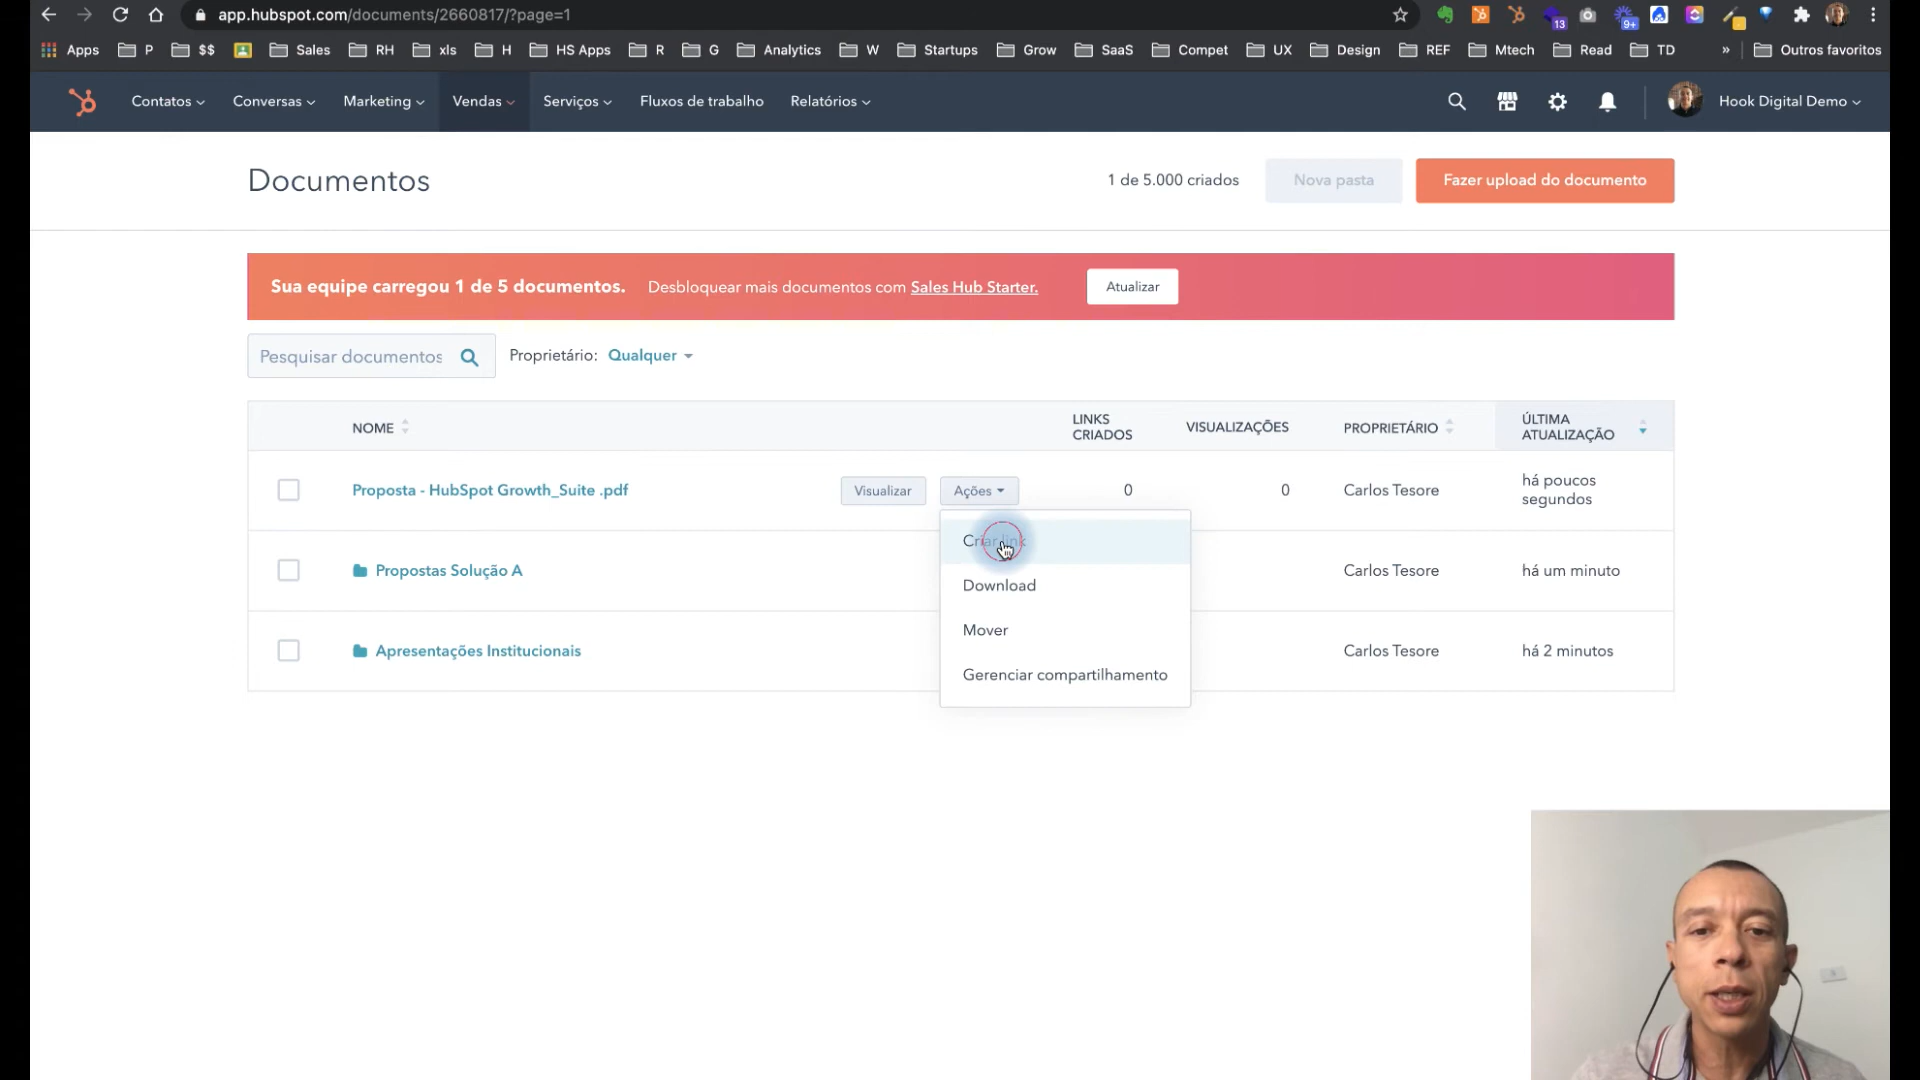 app.hubspot.com/documents/2660817/?page=1
13
9+
Apps P $$ Sales RH xls H HS Apps R G Analytics W Startups Grow SaaS Compet UX Design REF Mtech Read TD » Outros favoritos
Contatos Conversas Marketing Vendas Serviços Fluxos de trabalho Relatórios Hook Digital Demo
Documentos
1 de 5.000 criados
Nova pasta
Fazer upload do documento
Sua equipe carregou 1 de 5 documentos. Desbloquear mais documentos com Sales Hub Starter. Atualizar
Pesquisar documentos
Proprietário: Qualquer
NOME
LINKS
CRIADOS
VISUALIZAÇÕES
PROPRIETÁRIO
ÚLTIMA
ATUALIZAÇÃO
Proposta - HubSpot Growth_Suite .pdf
Visualizar
Ações
0
0
Carlos Tesore
há poucos
segundos
Criar link
Download
Mover
Gerenciar compartilhamento
Propostas Solução A
Carlos Tesore
há um minuto
Apresentações Institucionais
Carlos Tesore
há 2 minutos